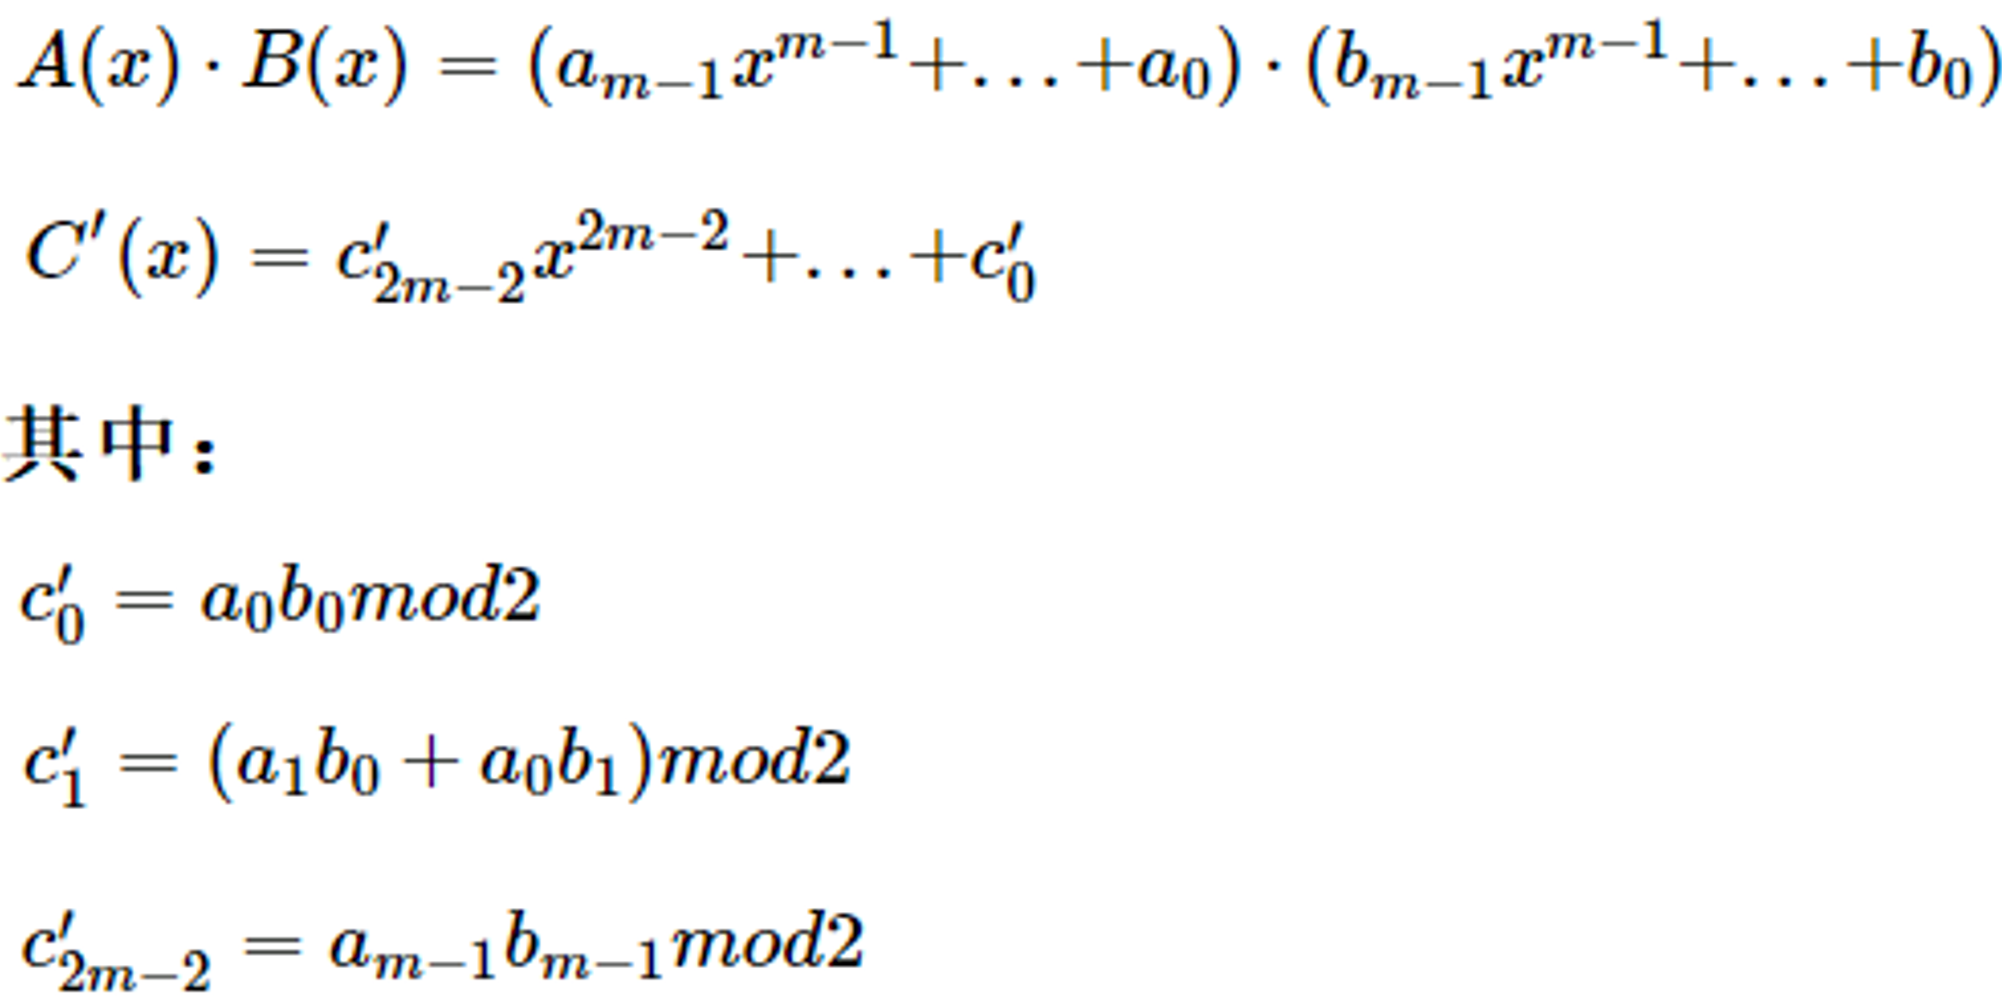 A(x) · B(x) = (a_{m−1}x^{m−1}+...+a_0) · (b_{m−1}x^{m−1}+...+b_0)
C′(x) = c′_{2m−2}x^{2m−2}+...+c′_0
其中：
c′_0 = a_0b_0mod2
c′_1 = (a_1b_0 + a_0b_1)mod2
c′_{2m−2} = a_{m−1}b_{m−1}mod2